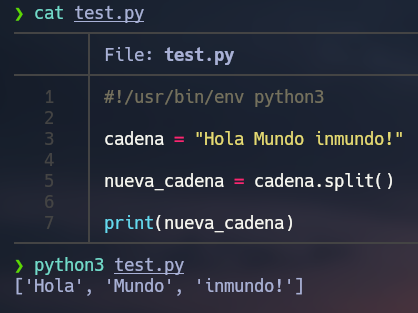 ❯ cat test.py
File: test.py
1 #!/usr/bin/env python3
2
3 cadena = "Hola Mundo inmundo!"
4
5 nueva_cadena = cadena.split()
6
7 print(nueva_cadena)
❯ python3 test.py
['Hola', 'Mundo', 'inmundo!']